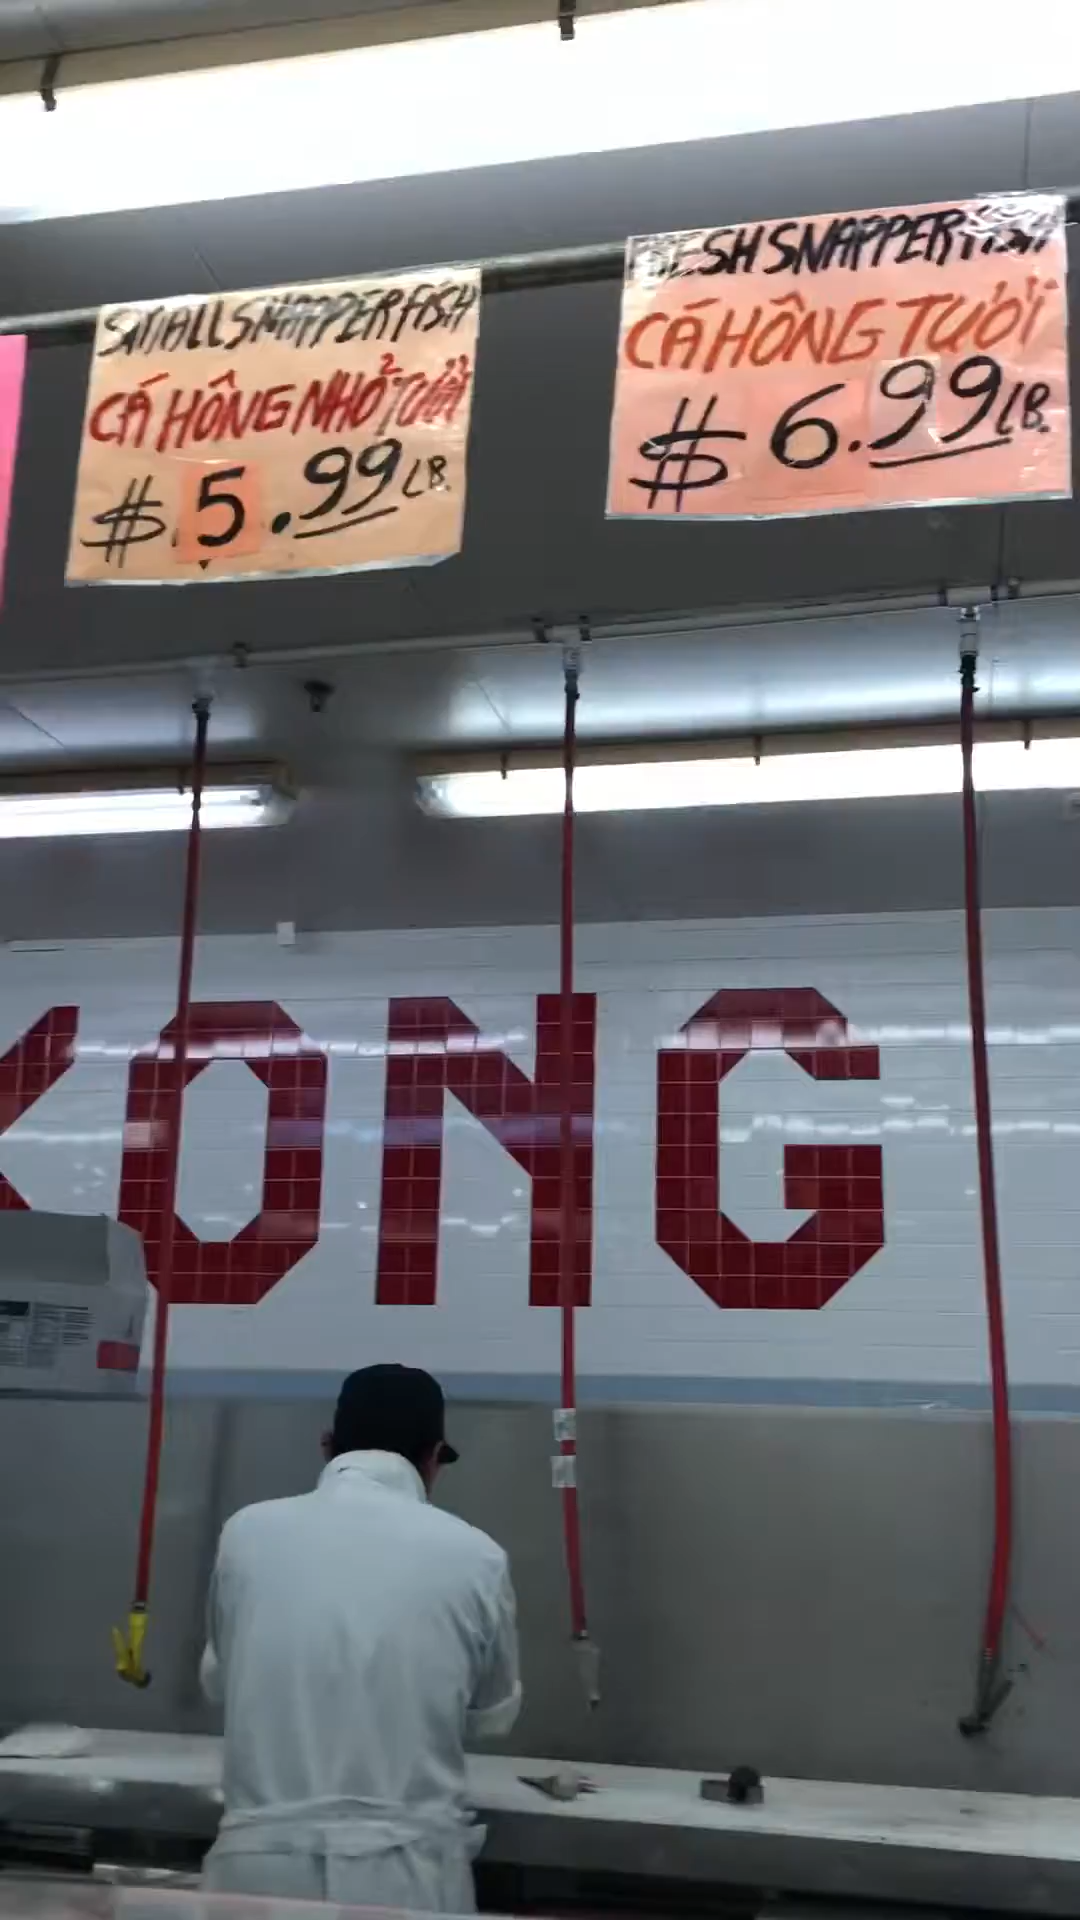 SMALL SNAPPER FISH
CÁ HỒNG NHỎ TƯƠI
$.5.99 LB.
FRESH SNAPPER FISH
CÁ HỒNG TƯƠI
$6.99 LB.
KONG